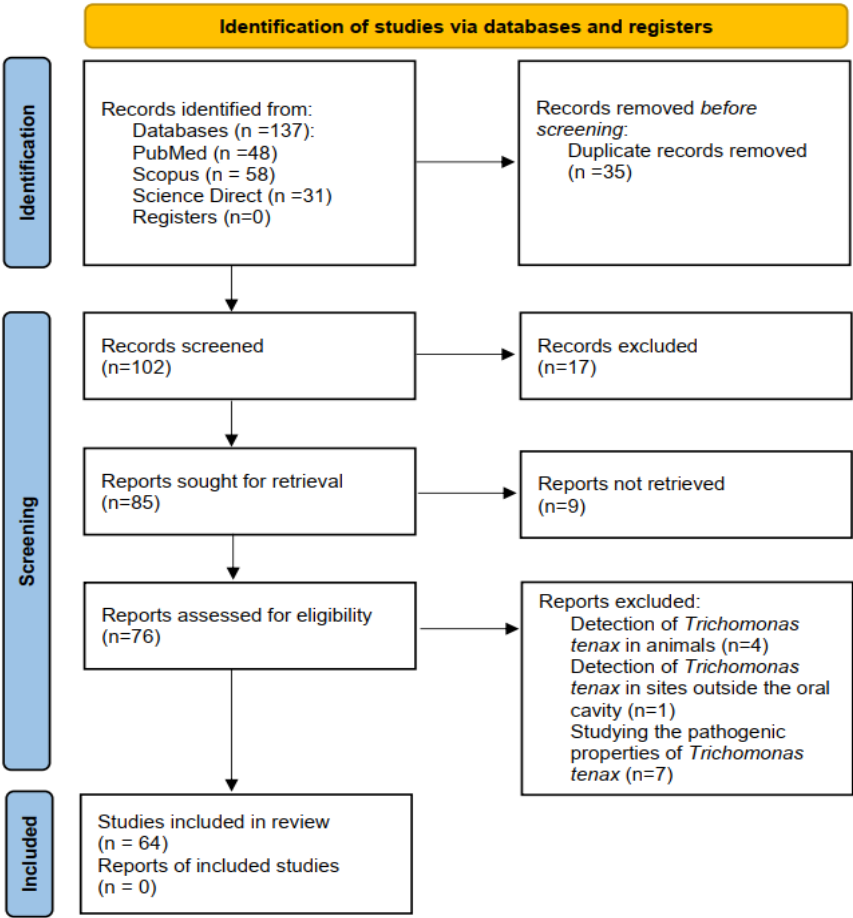 Identification of studies via databases and registers
Identification
Records identified from:
Databases (n =137):
PubMed (n =48)
Scopus (n = 58)
Science Direct (n =31)
Registers (n=0)
Records removed before
screening:
Duplicate records removed
(n =35)
Screening
Records screened
(n=102)
Records excluded
(n=17)
Reports sought for retrieval
(n=85)
Reports not retrieved
(n=9)
Reports assessed for eligibility
(n=76)
Reports excluded:
Detection of Trichomonas
tenax in animals (n=4)
Detection of Trichomonas
tenax in sites outside the oral
cavity (n=1)
Studying the pathogenic
properties of Trichomonas
tenax (n=7)
Included
Studies included in review
(n = 64)
Reports of included studies
(n = 0)